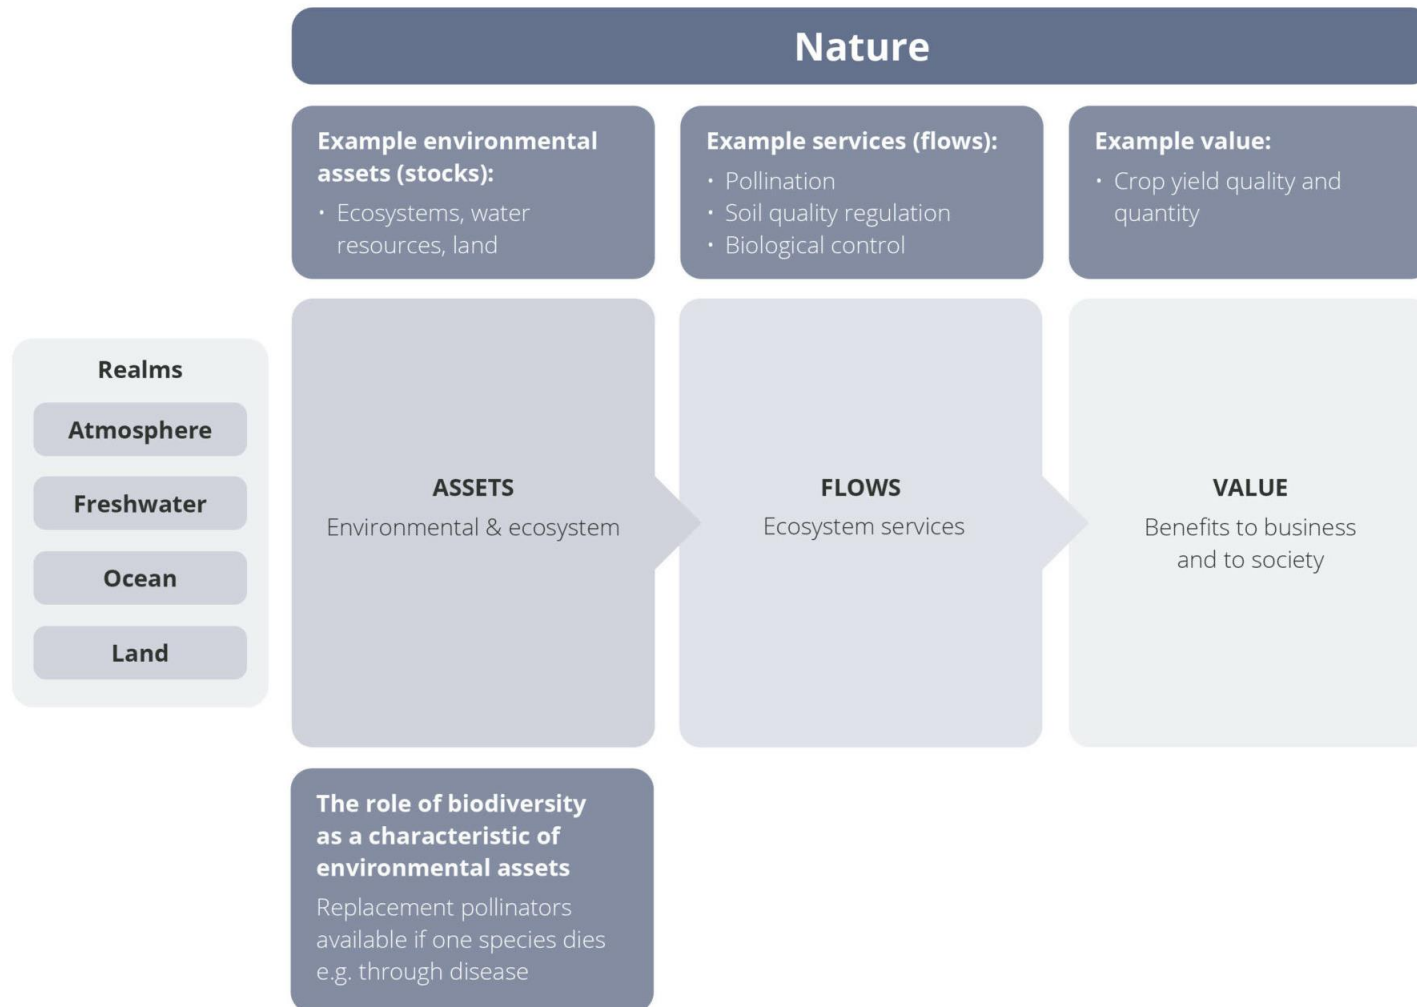 Nature
Example environmental
assets (stocks):
• Ecosystems, water
resources, land
Example services (flows):
• Pollination
• Soil quality regulation
• Biological control
Example value:
• Crop yield quality and
quantity
Realms
Atmosphere
Freshwater
Ocean
Land
ASSETS
Environmental & ecosystem
FLOWS
Ecosystem services
VALUE
Benefits to business
and to society
The role of biodiversity
as a characteristic of
environmental assets
Replacement pollinators
available if one species dies
e.g. through disease